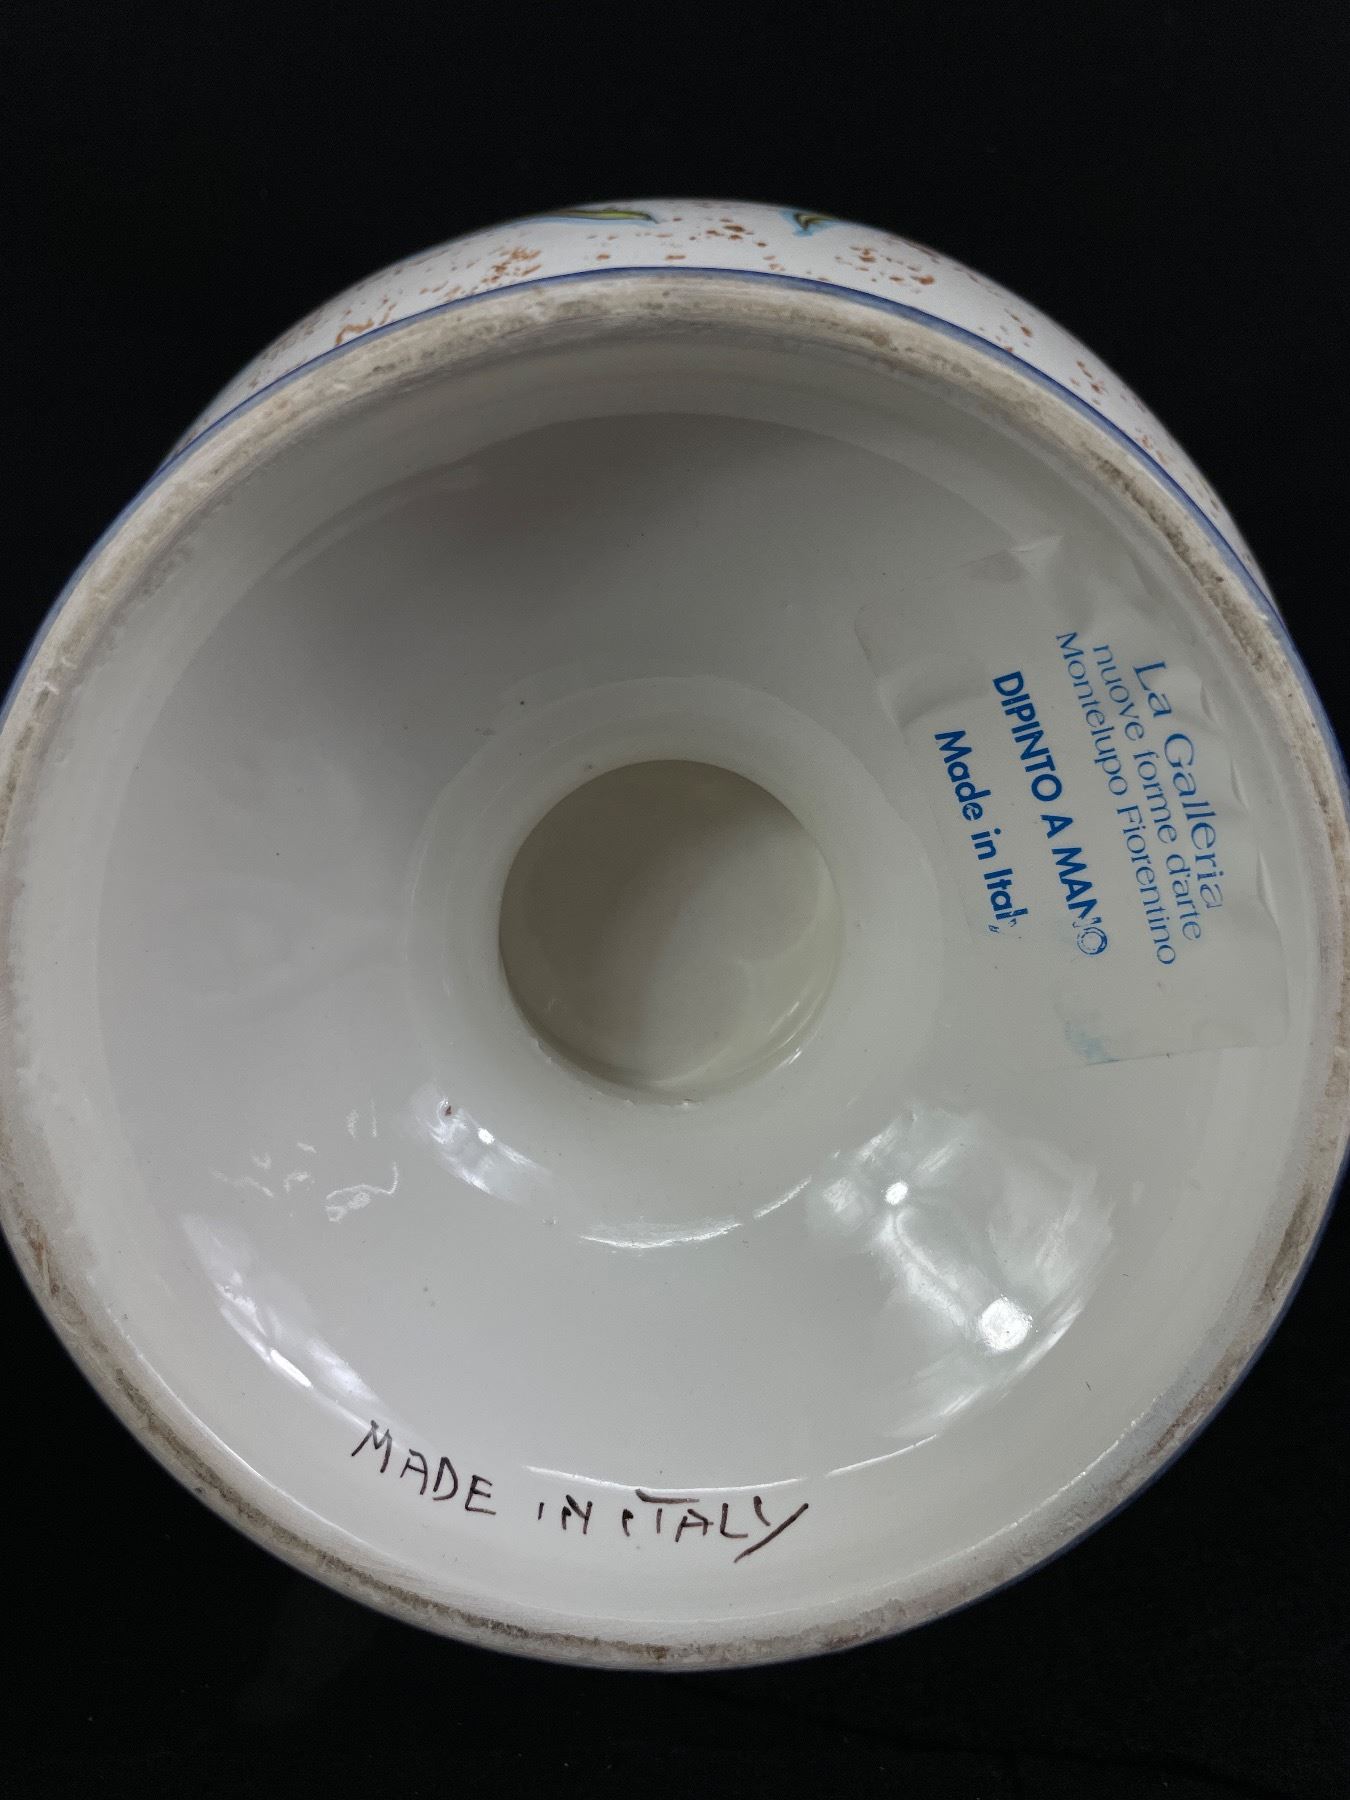 La Galleria
nuove forme d'arte
Montelupo Fiorentino
DIPINTO A MANO
Made in Italy
MADE IN ITALY